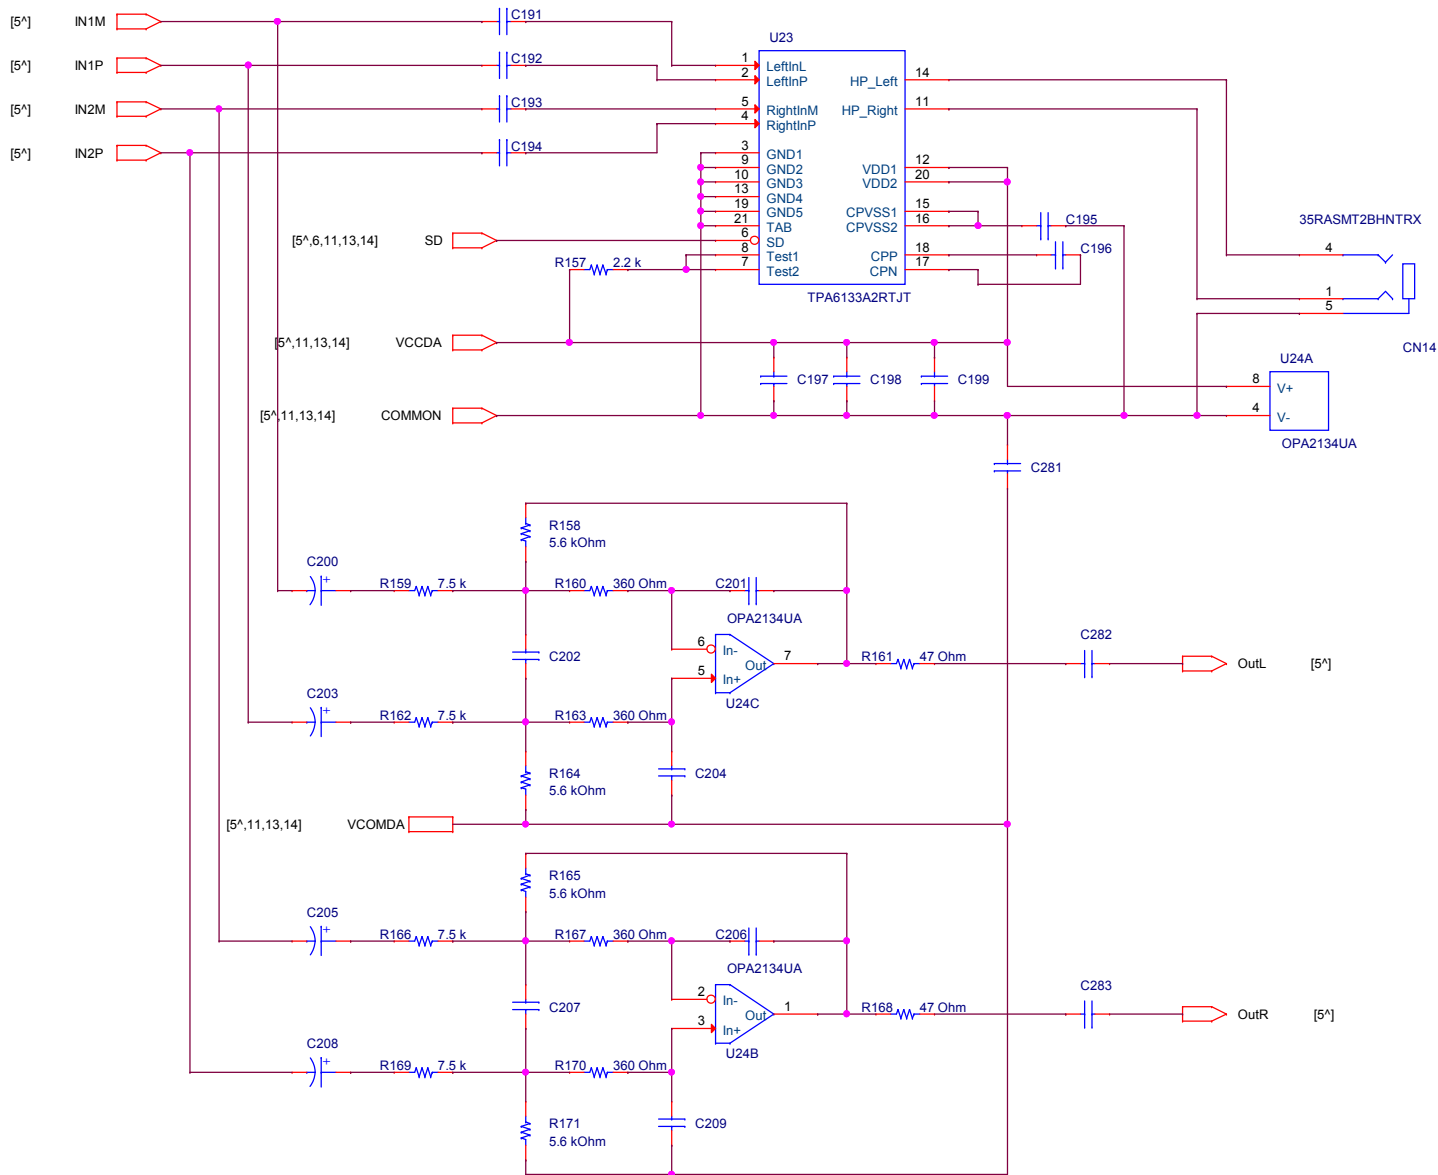 [5^] IN1M C191
U23
[5^] IN1P C192 1 LeftInL HP_Left 14
2 LeftInP
[5^] IN2M C193 5 RightInM HP_Right 11
4 RightInP
[5^] IN2P C194
3 GND1
9 GND2 VDD1 12
10 GND3 VDD2 20
13 GND4
19 GND5 CPVSS1 15
21 TAB CPVSS2 16 C195 35RASMT2BHNTRX
[5^,6,11,13,14] SD 6 SD
8 Test1 CPP 18 C196 4
R157 2.2 k 7 Test2 CPN 17
TPA6133A2RTJT 1
5
[5^,11,13,14] VCCDA CN14
U24A
C197 C198 C199 8 V+
[5^,11,13,14] COMMON 4 V-
OPA2134UA
C281
R158
5.6 kOhm
C200 +
R159 7.5 k R160 360 Ohm C201
OPA2134UA
C202 6 In- Out 7 C282
5 In+ R161 47 Ohm OutL [5^]
U24C
C203 +
R162 7.5 k R163 360 Ohm
R164 C204
5.6 kOhm
[5^,11,13,14] VCOMDA
R165
5.6 kOhm
C205 +
R166 7.5 k R167 360 Ohm C206
OPA2134UA
C207 2 In- Out 1 C283
3 In+ R168 47 Ohm OutR [5^]
U24B
C208 +
R169 7.5 k R170 360 Ohm
R171 C209
5.6 kOhm